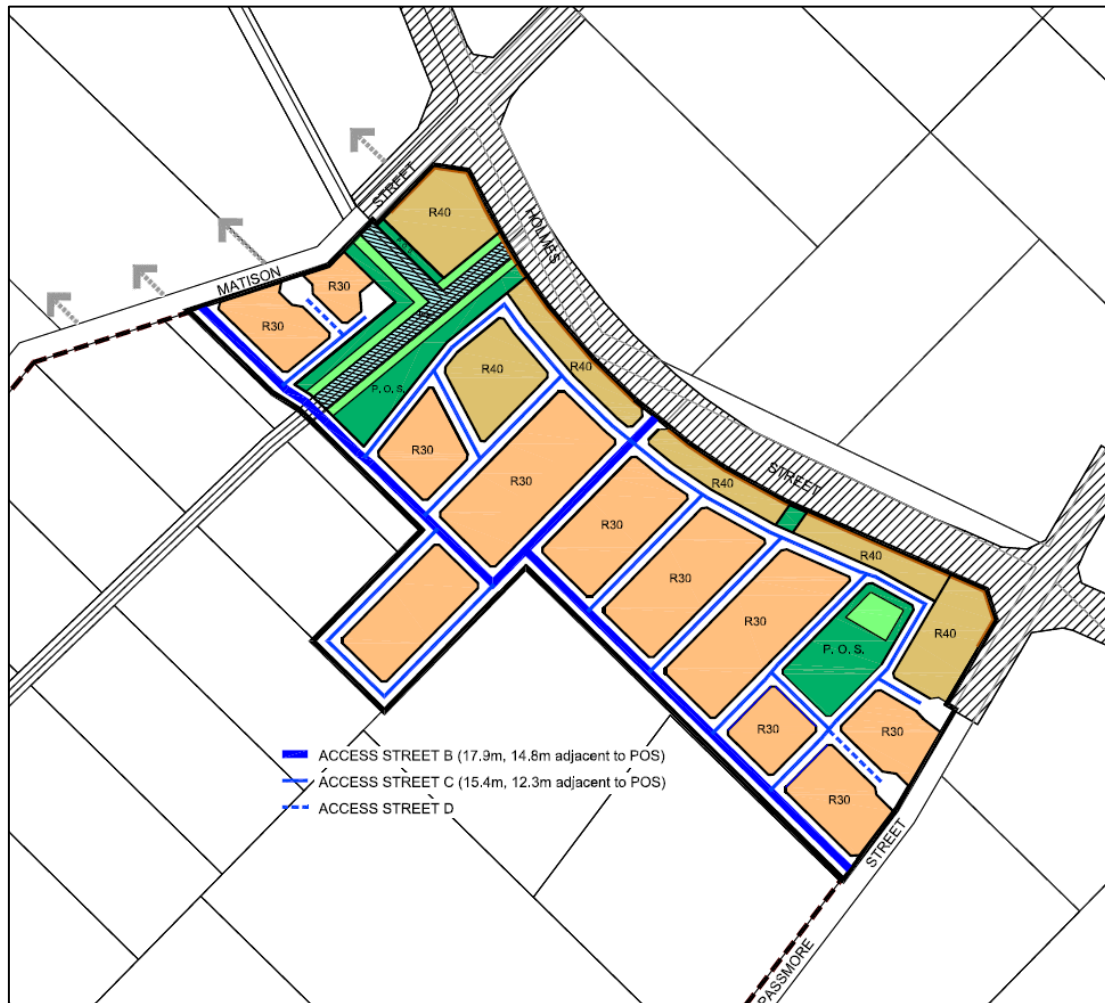 STREET
R40
HOLMES
MATISON
R30
R30
R40
R40
P. O. S.
R30
R30
R40
STREET
R30
R40
R30
R30
R40
P. O. S.
R30
R30
R30
ACCESS STREET B (17.9m, 14.8m adjacent to POS)
ACCESS STREET C (15.4m, 12.3m adjacent to POS)
ACCESS STREET D
STREET
PASSMORE